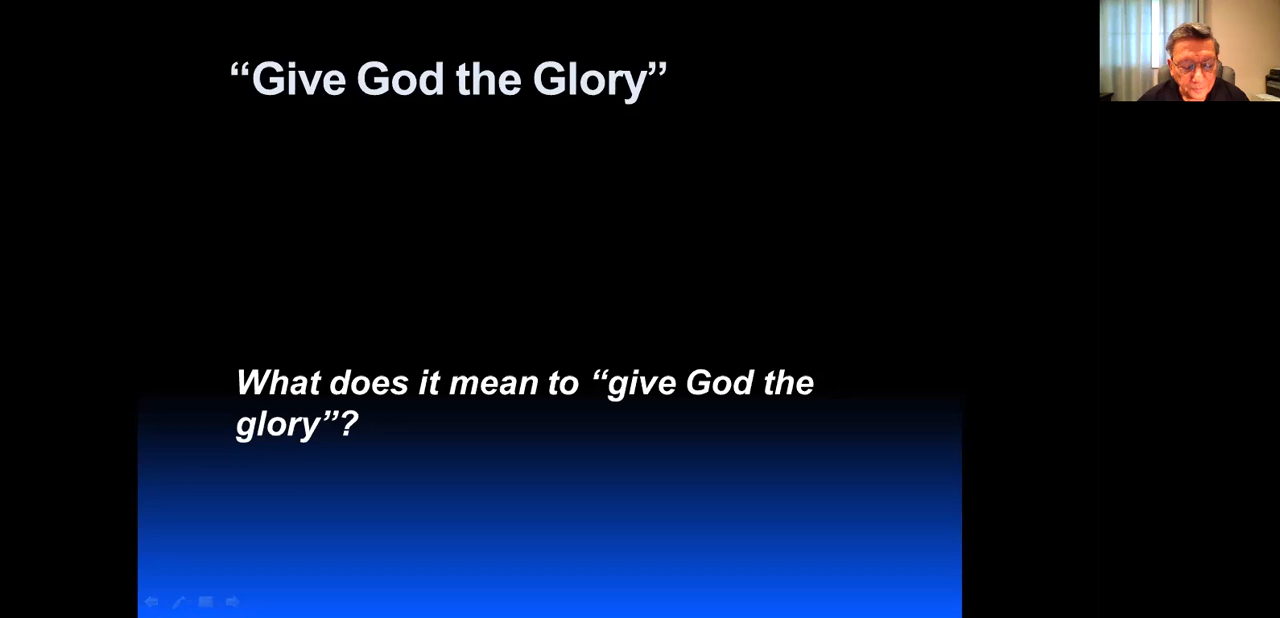 “Give God the Glory”
What does it mean to “give God the
glory”?